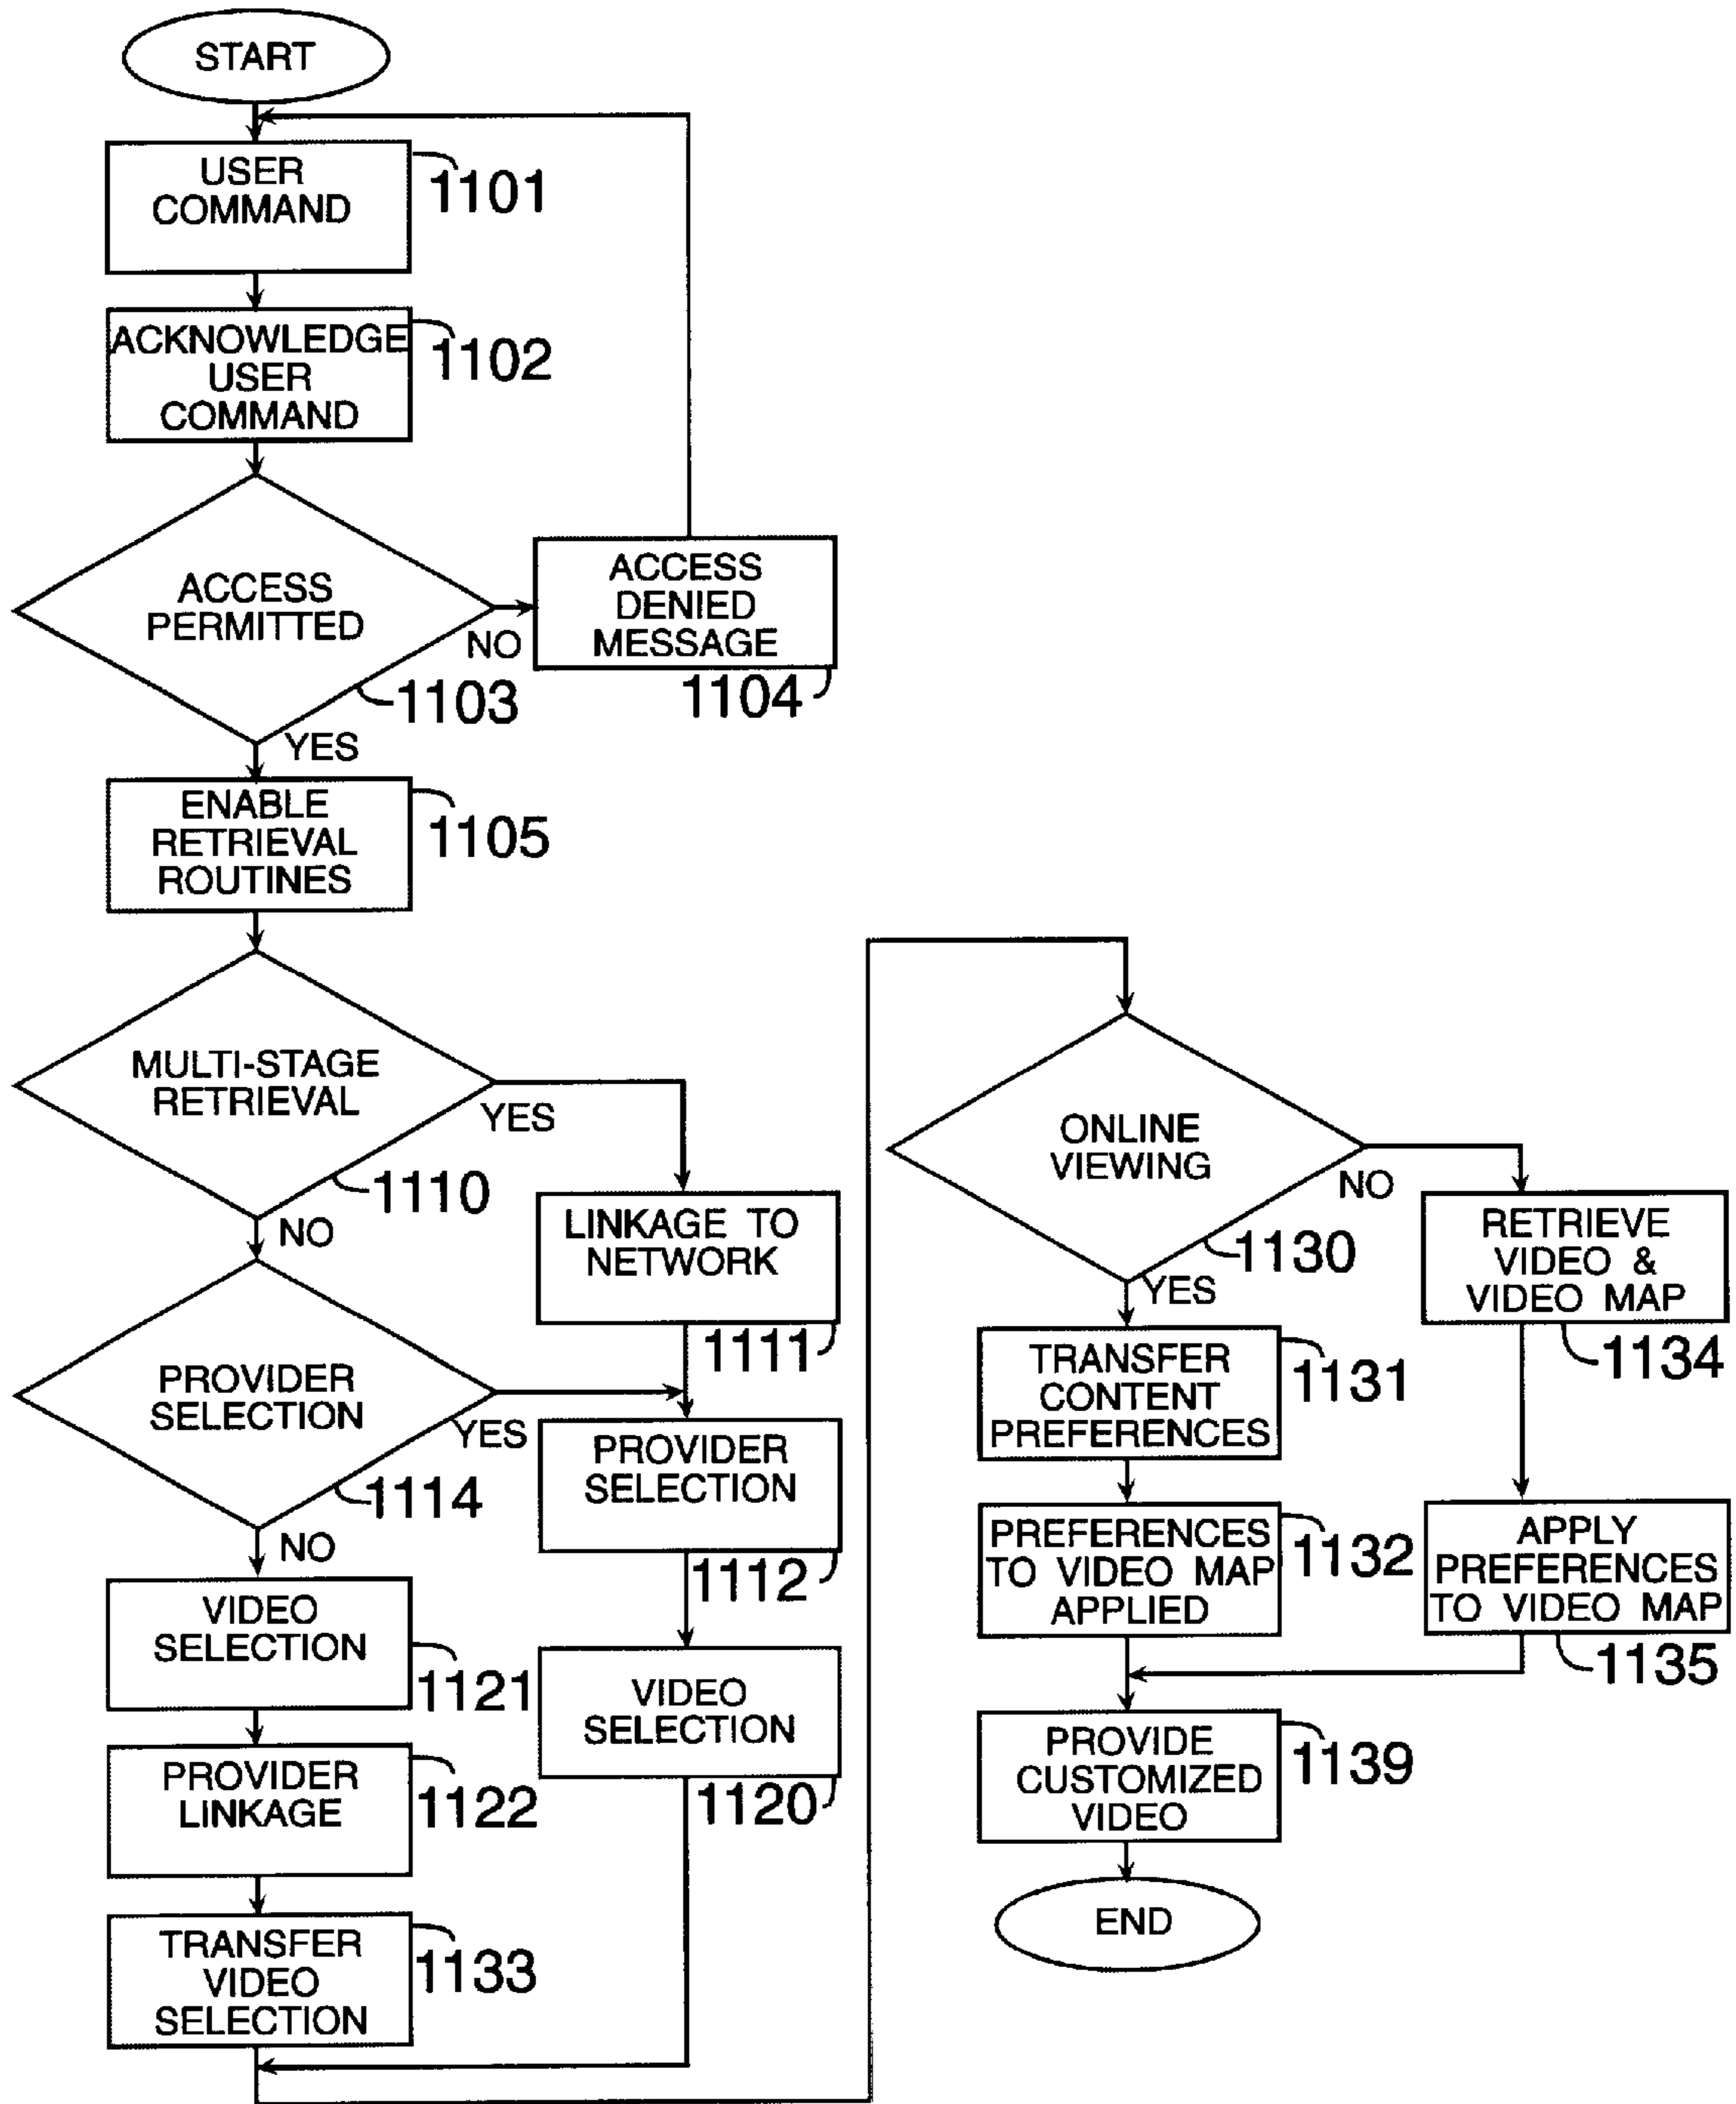 START
USER
COMMAND
1101
ACKNOWLEDGE
USER
COMMAND
1102
ACCESS
PERMITTED
NO
1103
YES
ACCESS
DENIED
MESSAGE
1104
ENABLE
RETRIEVAL
ROUTINES
1105
MULTI-STAGE
RETRIEVAL
YES
1110
NO
LINKAGE TO
NETWORK
1111
PROVIDER
SELECTION
YES
1114
NO
PROVIDER
SELECTION
1112
VIDEO
SELECTION
1121
VIDEO
SELECTION
1120
PROVIDER
LINKAGE
1122
TRANSFER
VIDEO
SELECTION
1133
ONLINE
VIEWING
NO
1130
YES
RETRIEVE
VIDEO &
VIDEO MAP
1134
TRANSFER
CONTENT
PREFERENCES
1131
PREFERENCES
TO VIDEO MAP
APPLIED
1132
APPLY
PREFERENCES
TO VIDEO MAP
1135
PROVIDE
CUSTOMIZED
VIDEO
1139
END